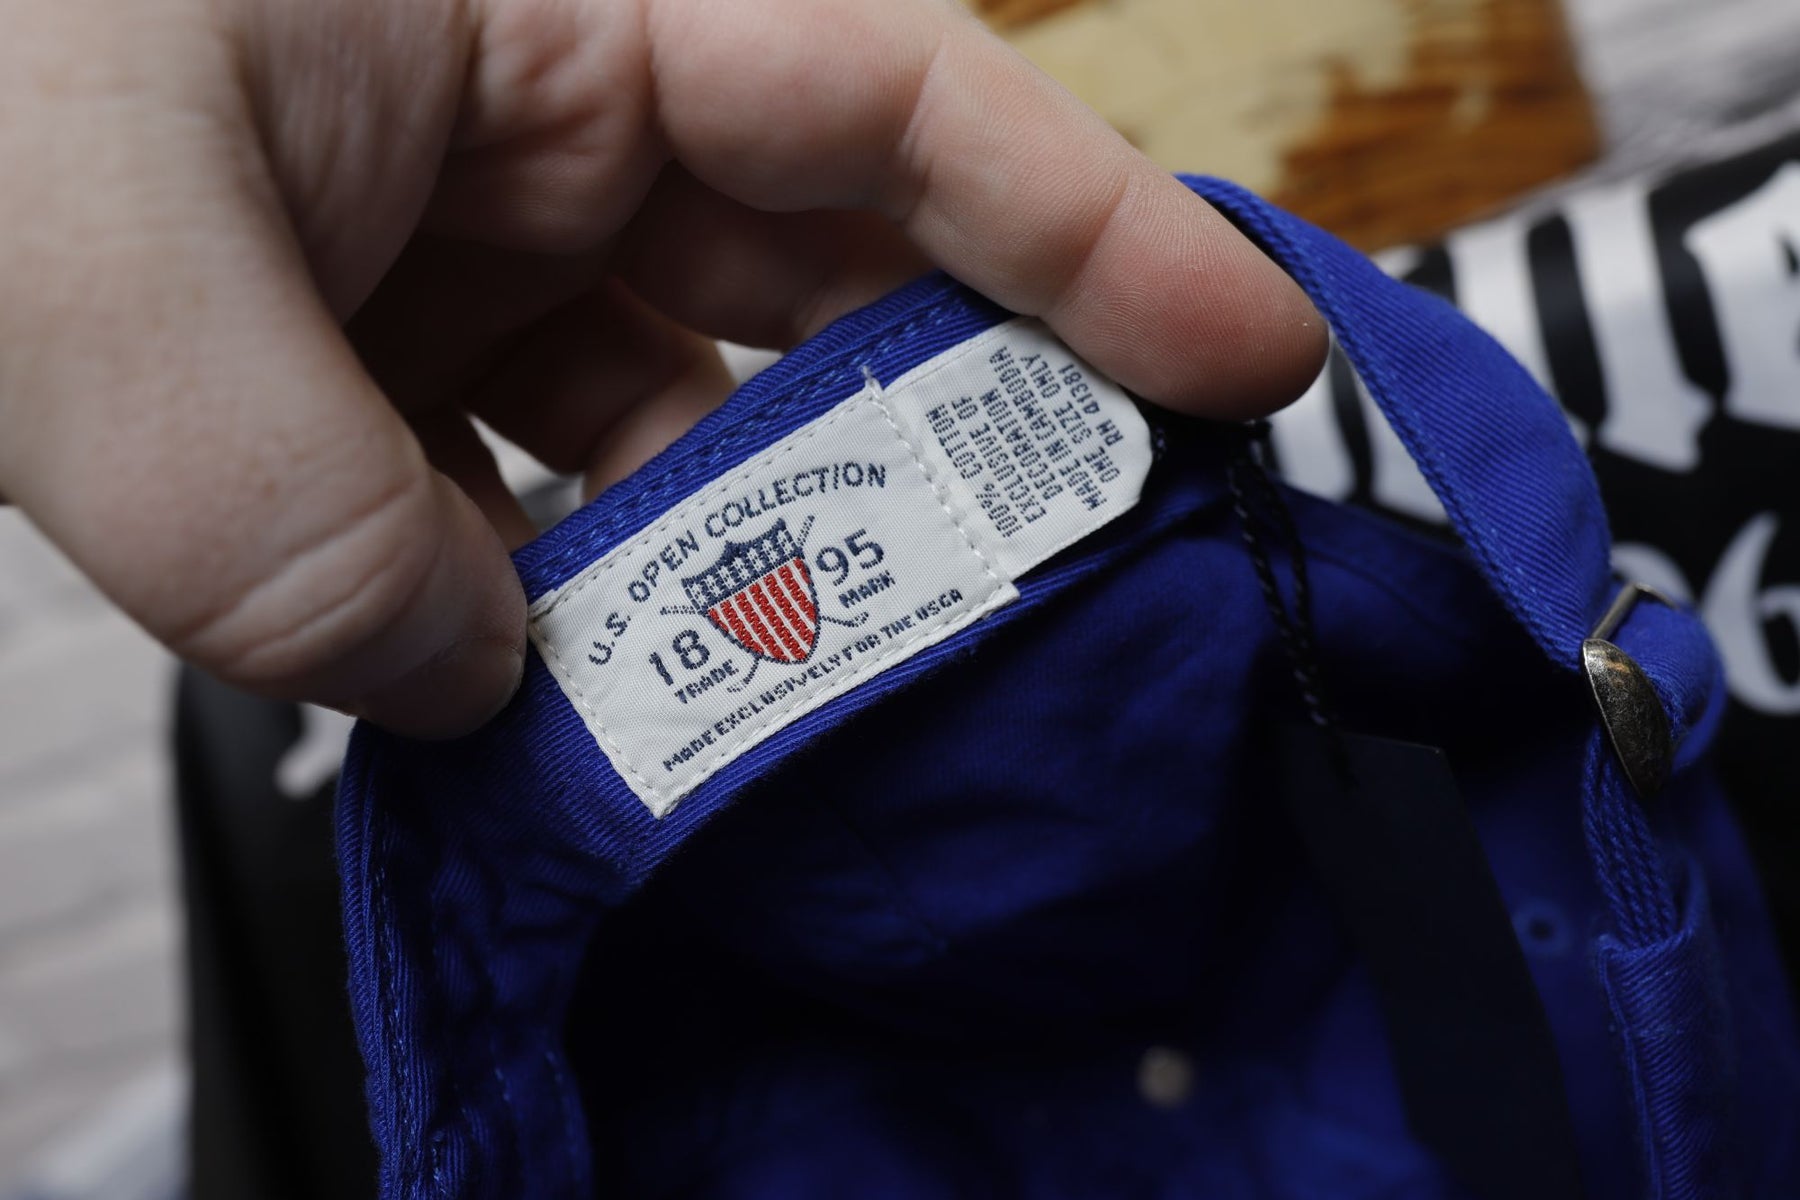 U.S. OPEN COLLECTION
18 95
TRADE MARK
MADE EXCLUSIVELY FOR THE USGA
100% COTTON
EXCLUSIVE OF
DECORATION
MADE IN CAMBODIA
ONE SIZE ONLY
RN 41381